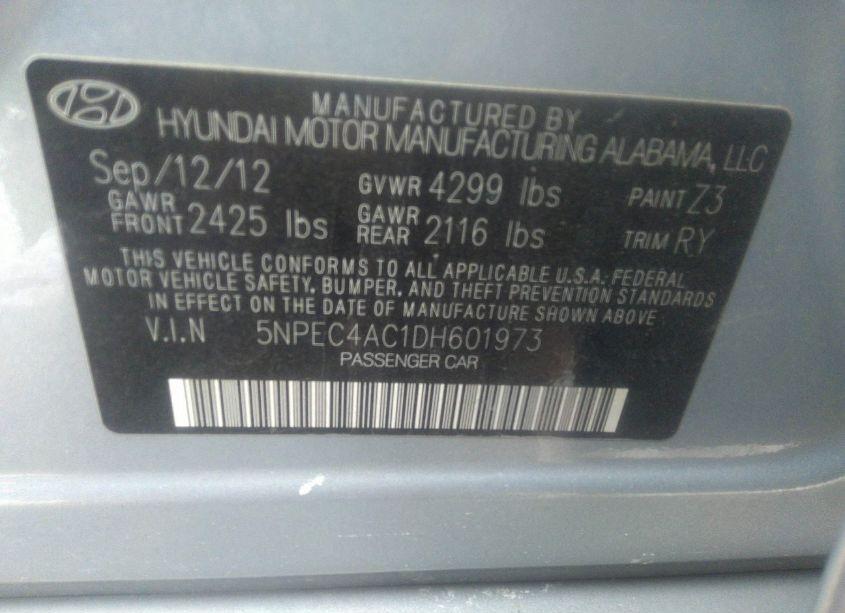 MANUFACTURED BY
HYUNDAI MOTOR MANUFACTURING ALABAMA, LLC
Sep/12/12 GVWR 4299 lbs PAINT Z3
GAWR FRONT 2425 lbs GAWR REAR 2116 lbs TRIM RY
THIS VEHICLE CONFORMS TO ALL APPLICABLE U.S.A. FEDERAL
MOTOR VEHICLE SAFETY, BUMPER, AND THEFT PREVENTION STANDARDS
IN EFFECT ON THE DATE OF MANUFACTURE SHOWN ABOVE
V.I.N 5NPEC4AC1DH601973
PASSENGER CAR